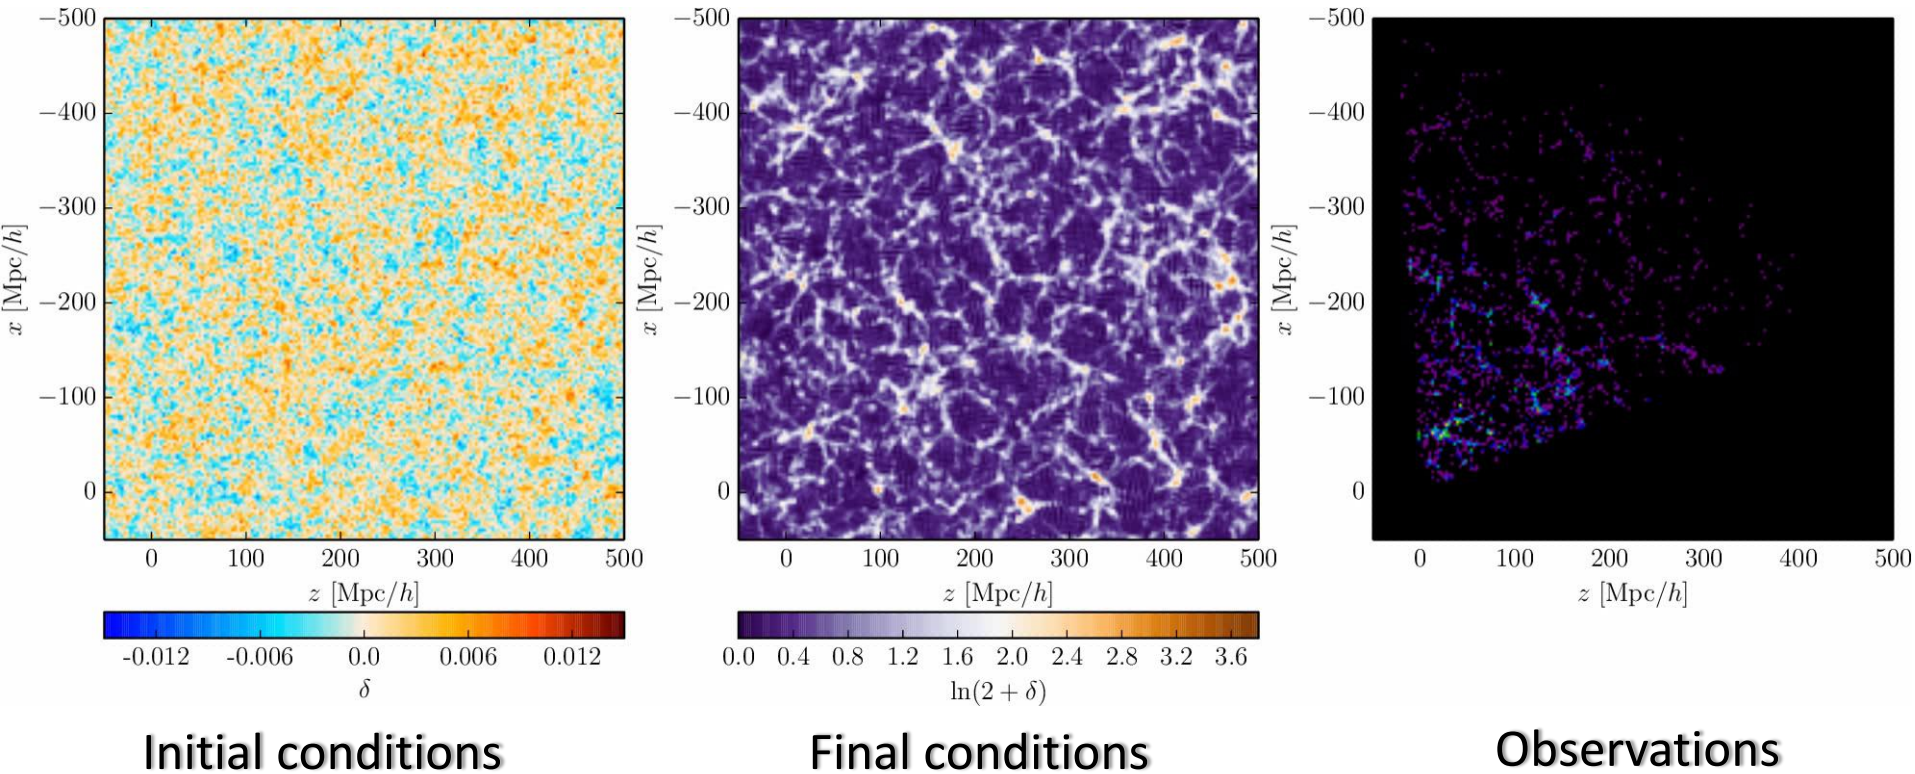 −500
−400
−300
−200
−100
0
x [Mpc/h]
0 100 200 300 400 500
z [Mpc/h]
-0.012 -0.006 0.0 0.006 0.012
δ
Initial conditions
−500
−400
−300
−200
−100
0
x [Mpc/h]
0 100 200 300 400 500
z [Mpc/h]
0.0 0.4 0.8 1.2 1.6 2.0 2.4 2.8 3.2 3.6
ln(2 + δ)
Final conditions
−500
−400
−300
−200
−100
0
x [Mpc/h]
0 100 200 300 400 500
z [Mpc/h]
Observations